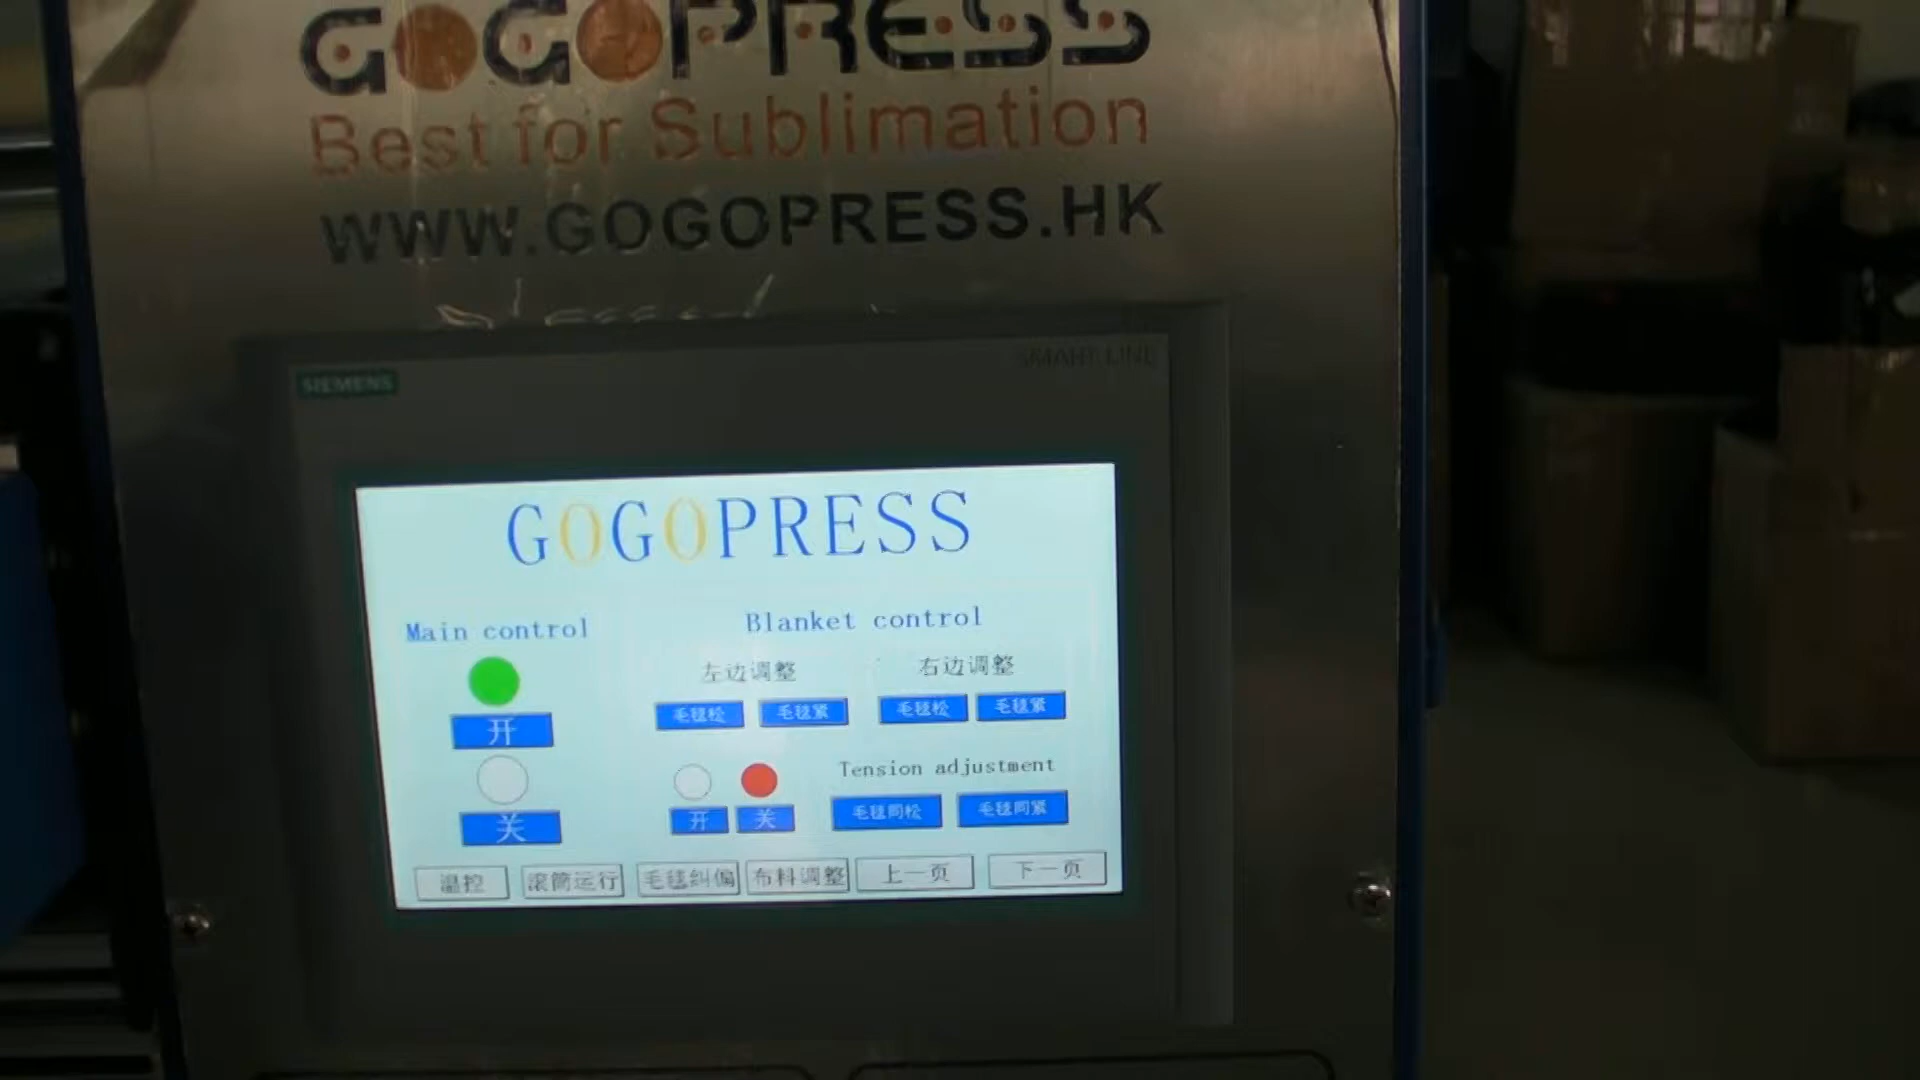 GOGOPRESS
Best for Sublimation
WWW.GOGOPRESS.HK
SIEMENS
SMART LINE
GOGOPRESS
Main control
Blanket control
左边调整 右边调整
开
毛毯松 毛毯紧 毛毯松 毛毯紧
Tension adjustment
关
开 关 毛毯同松 毛毯同紧
温控 滚筒运行 毛毯纠偏 布料调整 上一页 下一页